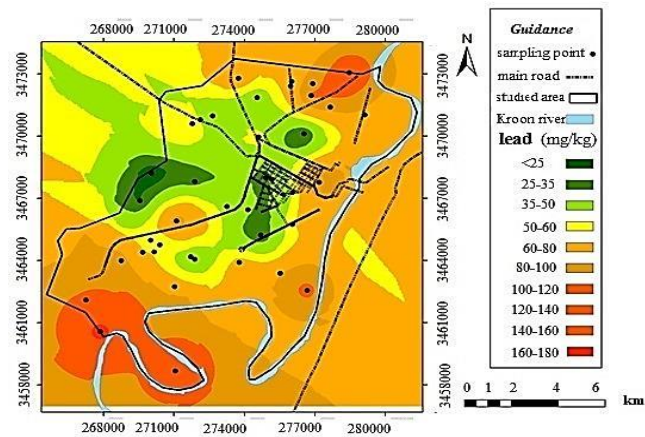 268000 271000 274000 277000 280000
3473000
3470000
3467000
3464000
3461000
3458000
268000 271000 274000 277000 280000
3473000
3470000
3467000
3464000
3461000
3458000
N
Guidance
sampling point
main road
studied area
Kroon river
lead (mg/kg)
<25
25-35
35-50
50-60
60-80
80-100
100-120
120-140
140-160
160-180
0 1 2 4 6
km